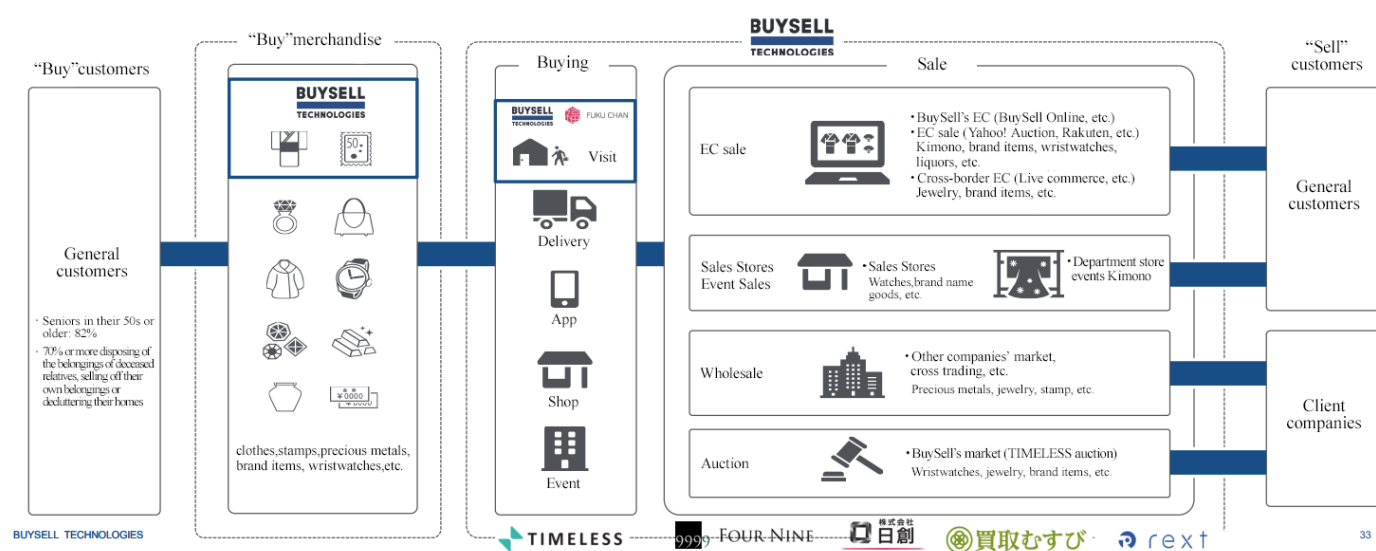 BUYSELL
TECHNOLOGIES
“Buy”customers
General
customers
· Seniors in their 50s or
older: 82%
· 70% or more disposing of
the belongings of deceased
relatives, selling off their
own belongings or
decluttering their homes
“Buy”merchandise
BUYSELL
TECHNOLOGIES
50
¥0000
¥0000
clothes,stamps,precious metals,
brand items, wristwatches,etc.
Buying
BUYSELL
TECHNOLOGIES
FUKU CHAN
Visit
Delivery
App
Shop
Event
Sale
EC sale
•BuySell’s EC (BuySell Online, etc.)
•EC sale (Yahoo! Auction, Rakuten, etc.)
Kimono, brand items, wristwatches,
liquors, etc.
•Cross-border EC (Live commerce, etc.)
Jewelry, brand items, etc.
Sales Stores
Event Sales
•Sales Stores
Watches,brand name
goods, etc.
•Department store
events Kimono
Wholesale
•Other companies’ market,
cross trading, etc.
Precious metals, jewelry, stamp, etc.
Auction
•BuySell’s market (TIMELESS auction)
Wristwatches, jewelry, brand items, etc.
“Sell”
customers
General
customers
Client
companies
BUYSELL TECHNOLOGIES
TIMELESS
9999 FOUR NINE
株式会社
日創
買取むすび
rext
33